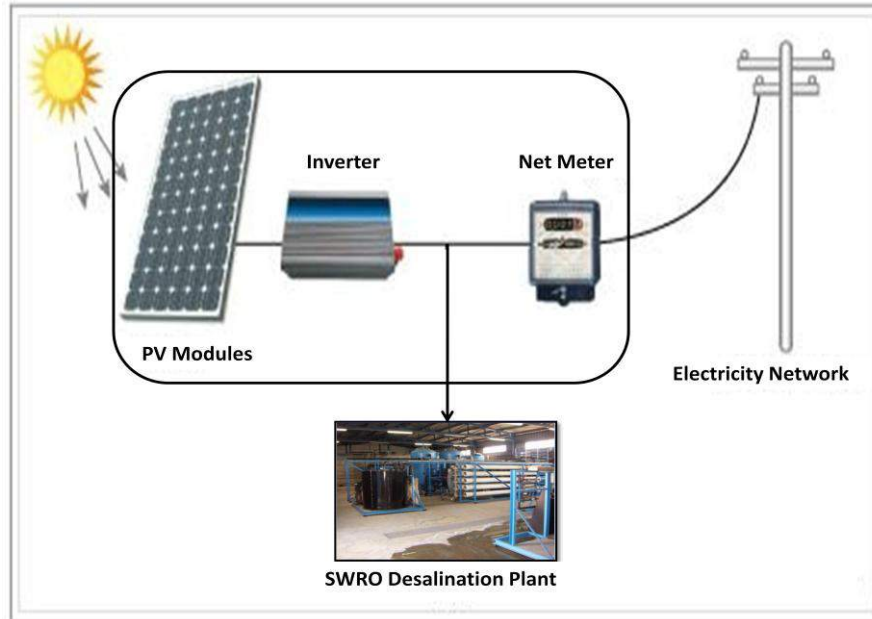 Inverter
Net Meter
PV Modules
Electricity Network
SWRO Desalination Plant